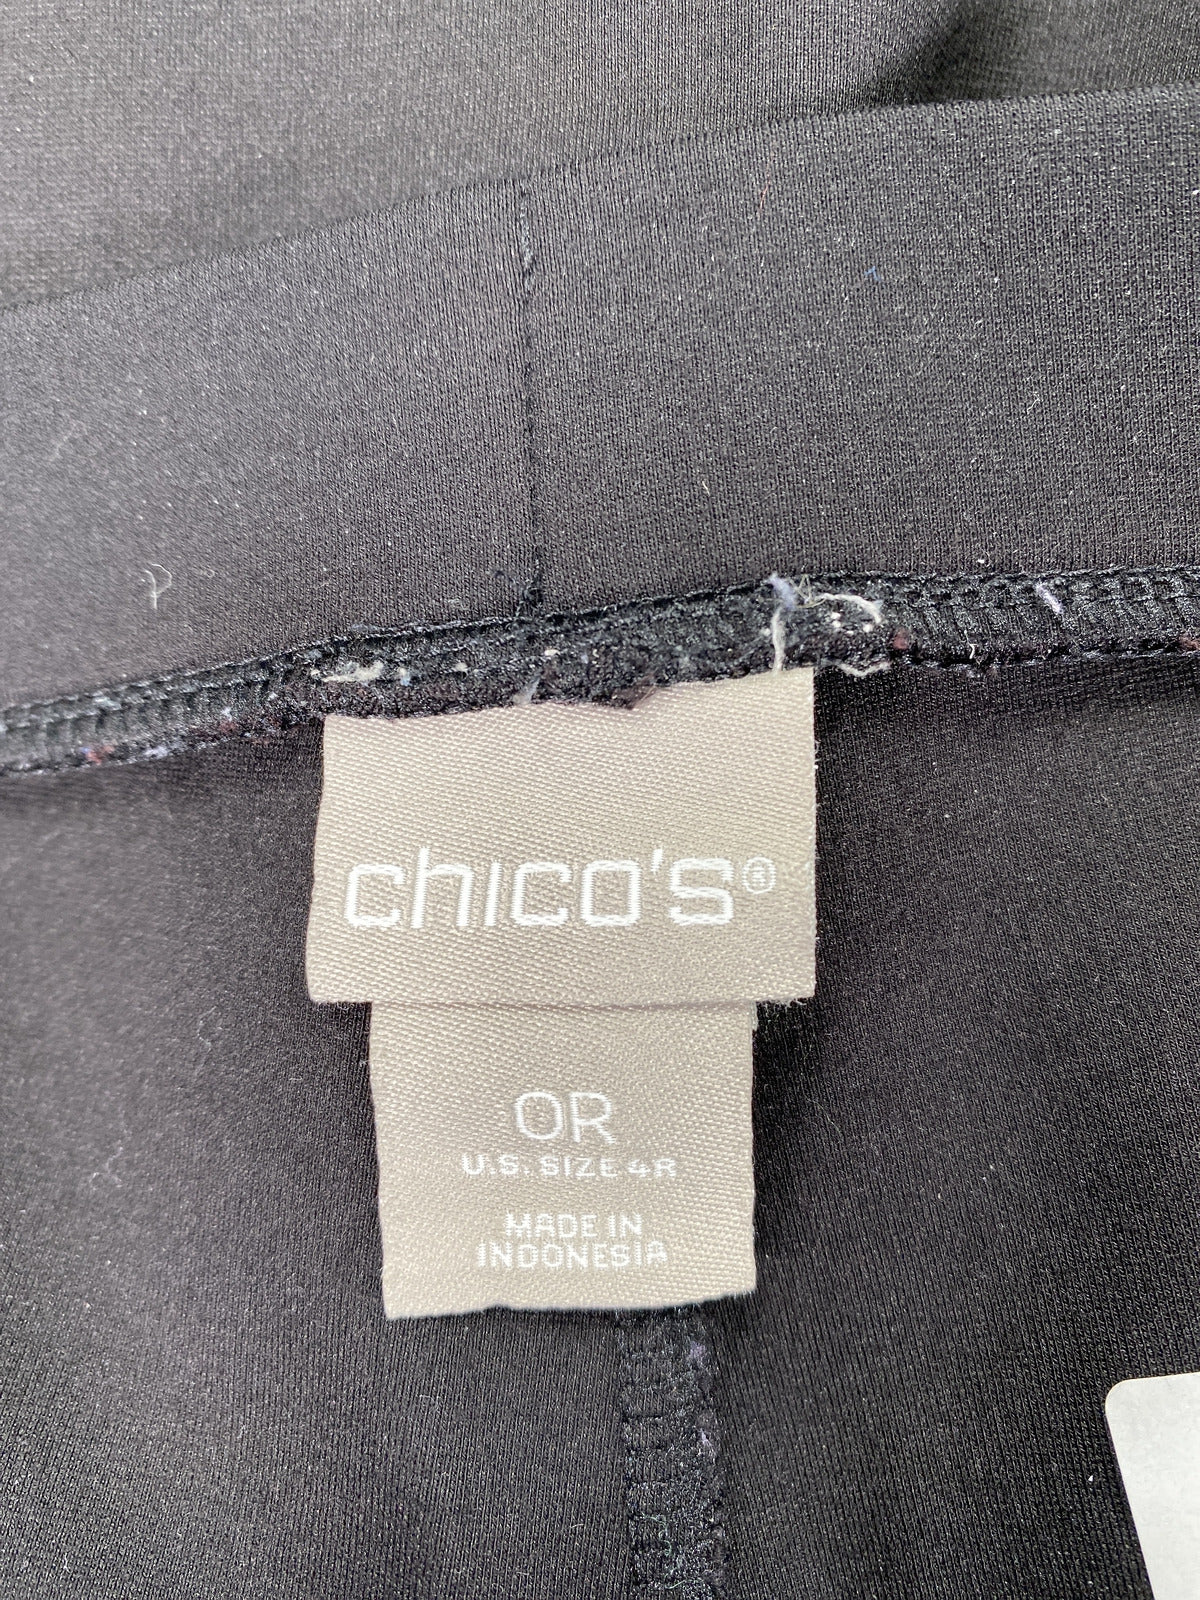 chico's®
0R
U.S. SIZE 4R
MADE IN
INDONESIA